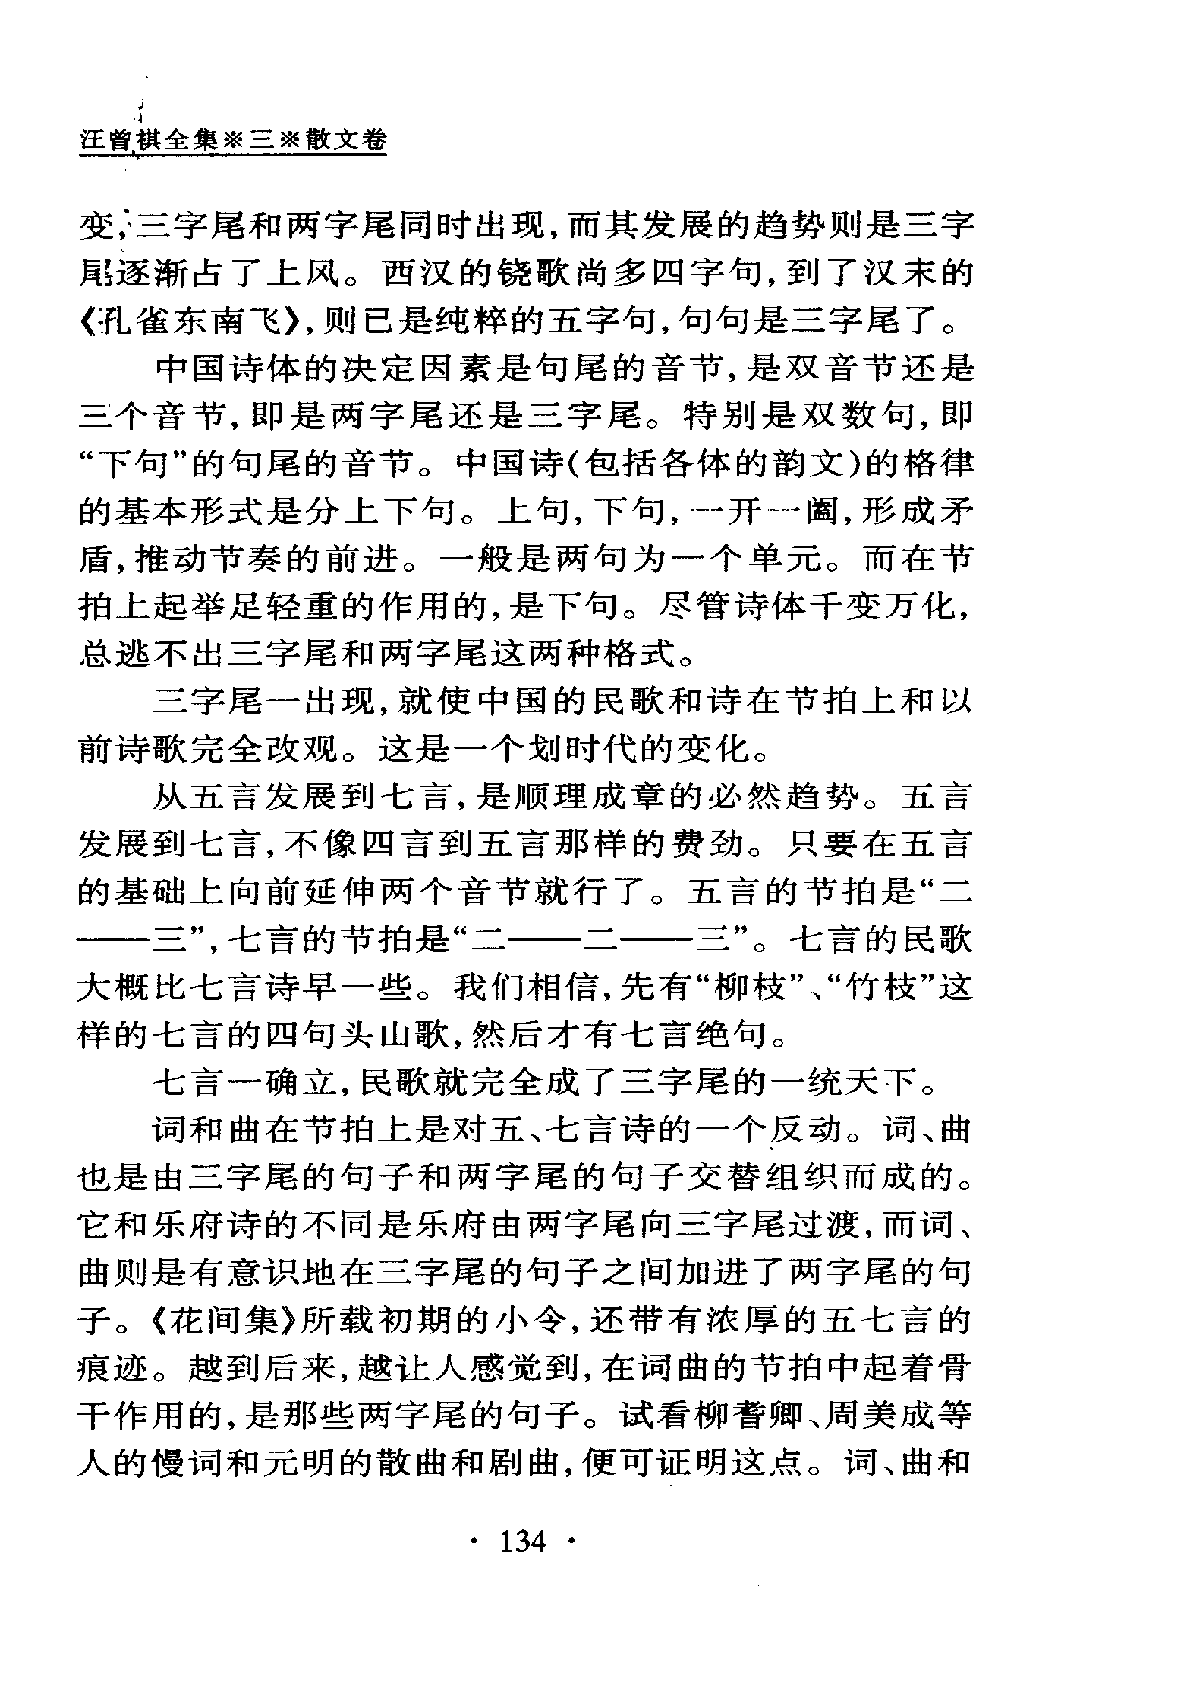 汪曾祺全集※三※散文卷
变,三字尾和两字尾同时出现,而其发展的趋势则是三字
尾逐渐占了上风。西汉的铙歌尚多四字句,到了汉末的
《孔雀东南飞》,则已是纯粹的五字句,句句是三字尾了。
中国诗体的决定因素是句尾的音节,是双音节还是
三个音节,即是两字尾还是三字尾。特别是双数句,即
“下句”的句尾的音节。中国诗(包括各体的韵文)的格律
的基本形式是分上下句。上句,下句,一开一阖,形成矛
盾,推动节奏的前进。一般是两句为一个单元。而在节
拍上起举足轻重的作用的,是下句。尽管诗体千变万化,
总逃不出三字尾和两字尾这两种格式。
三字尾一出现,就使中国的民歌和诗在节拍上和以
前诗歌完全改观。这是一个划时代的变化。
从五言发展到七言,是顺理成章的必然趋势。五言
发展到七言,不像四言到五言那样的费劲。只要在五言
的基础上向前延伸两个音节就行了。五言的节拍是“二
——三”,七言的节拍是“二——二——三”。七言的民歌
大概比七言诗早一些。我们相信,先有“柳枝”、“竹枝”这
样的七言的四句头山歌,然后才有七言绝句。
七言一确立,民歌就完全成了三字尾的一统天下。
词和曲在节拍上是对五、七言诗的一个反动。词、曲
也是由三字尾的句子和两字尾的句子交替组织而成的。
它和乐府诗的不同是乐府由两字尾向三字尾过渡,而词、
曲则是有意识地在三字尾的句子之间加进了两字尾的句
子。《花间集》所载初期的小令,还带有浓厚的五七言的
痕迹。越到后来,越让人感觉到,在词曲的节拍中起着骨
干作用的,是那些两字尾的句子。试看柳耆卿、周美成等
人的慢词和元明的散曲和剧曲,便可证明这点。词、曲和
· 134 ·